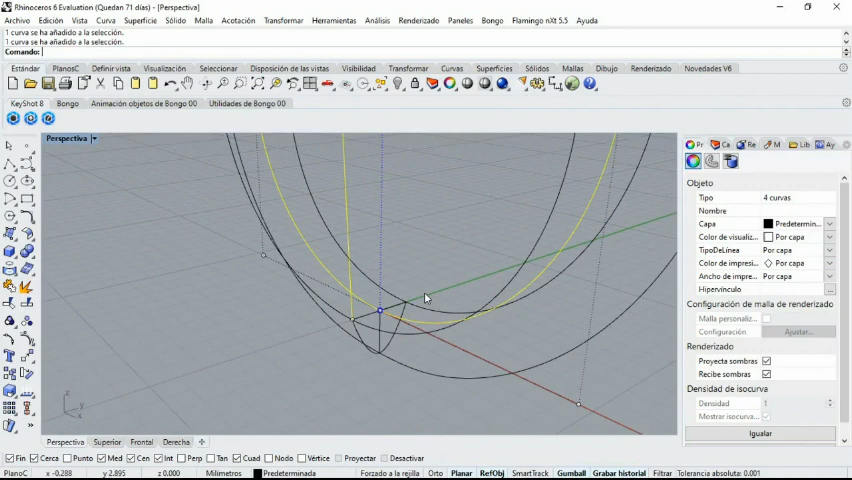 Rhinoceros 6 Evaluation (Quedan 71 días) - [Perspectiva]
Archivo Edición Vista Curva Superficie Sólido Malla Acotación Transformar Herramientas Análisis Renderizado Paneles Bongo Flamingo nXt 5.5 Ayuda
1 curva se ha añadido a la selección.
1 curva se ha añadido a la selección.
Comando:
Estándar PlanosC Definir vista Visualización Seleccionar Disposición de las vistas Visibilidad Transformar Curvas Superficies Sólidos Mallas Dibujo Renderizado Novedades V6
KeyShot 8 Bongo Animación objetos de Bongo 00 Utilidades de Bongo 00
Perspectiva
Pr Ca Re M Lib Ay
Objeto
Tipo 4 curvas
Nombre
Capa Predetermin...
Color de visualiz... Por capa
TipoDeLínea Por capa
Color de impresi... Por capa
Ancho de impre... Por capa
Hipervínculo ...
Configuración de malla de renderizado
Malla personaliz...
Configuración Ajustar...
Renderizado
Proyecta sombras
Recibe sombras
Densidad de isocurva
Densidad 1
Mostrar isocurva...
Igualar
z
y
x
Perspectiva Superior Frontal Derecha
Fin Cerca Punto Med Cen Int Perp Tan Cuad Nodo Vértice Proyectar Desactivar
PlanoC x -0.288 y 2.895 z 0.000 Milímetros Predeterminada Forzado a la rejilla Orto Planar RefObj SmartTrack Gumball Grabar historial Filtrar Tolerancia absoluta: 0.001